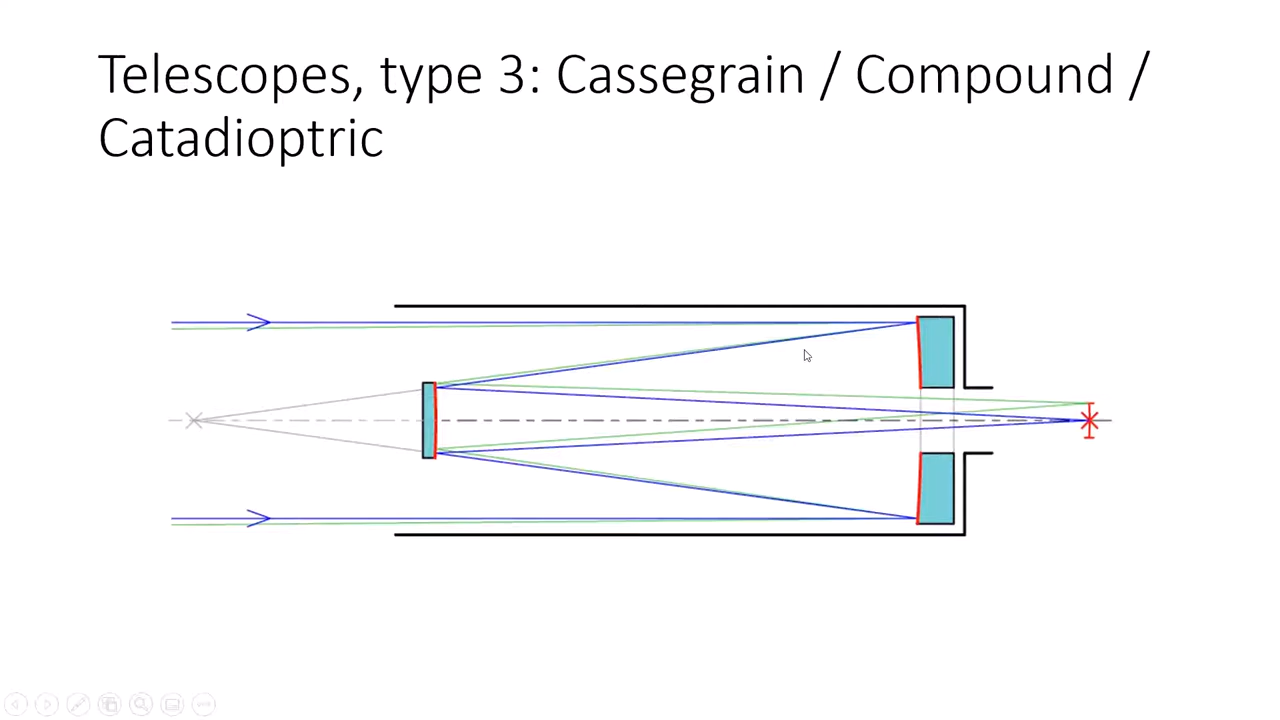 Telescopes, type 3: Cassegrain / Compound /
Catadioptric